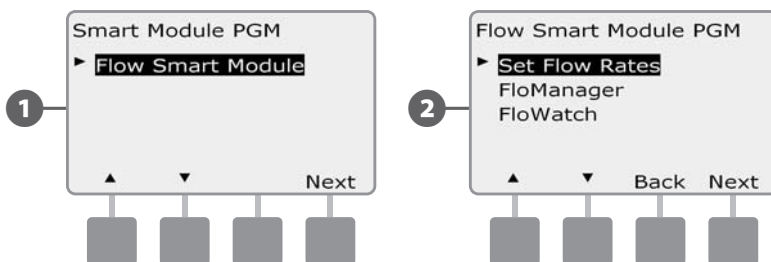 1
Smart Module PGM
► Flow Smart Module
▲ ▼ Next
2
Flow Smart Module PGM
► Set Flow Rates
FloManager
FloWatch
▲ ▼ Back Next